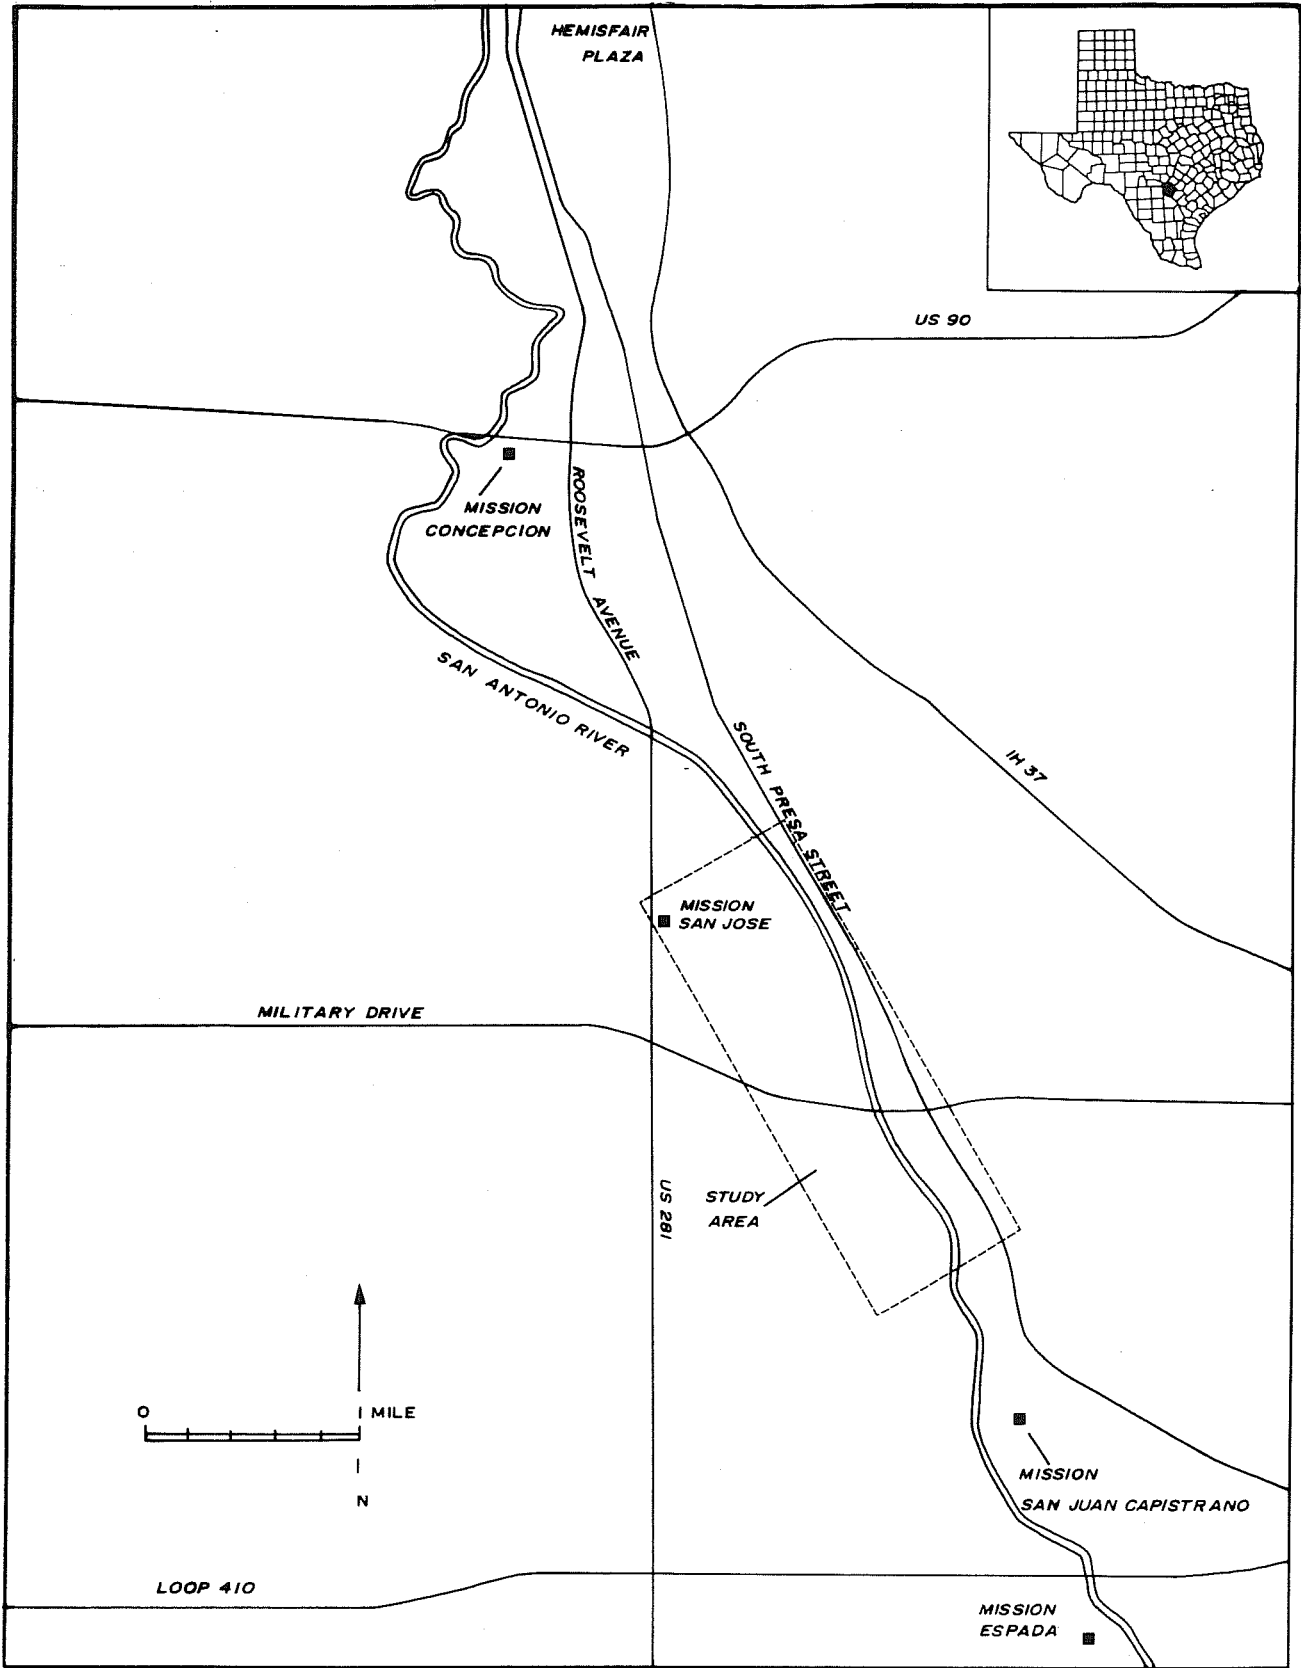 HEMISFAIR
PLAZA
US 90
MISSION
CONCEPCION
ROOSEVELT AVENUE
SAN ANTONIO RIVER
SOUTH PRESA STREET
IH 37
MISSION
SAN JOSE
MILITARY DRIVE
STUDY
AREA
US 281
0 1 MILE
N
MISSION
SAN JUAN CAPISTRANO
LOOP 410
MISSION
ESPADA